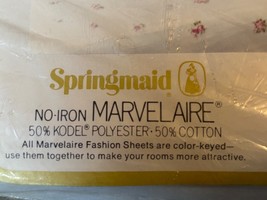 Springmaid
NO-IRON MARVELAIRE®
50% KODEL® POLYESTER • 50% COTTON
All Marvelaire Fashion Sheets are color-keyed—
use them together to make your rooms more attractive.